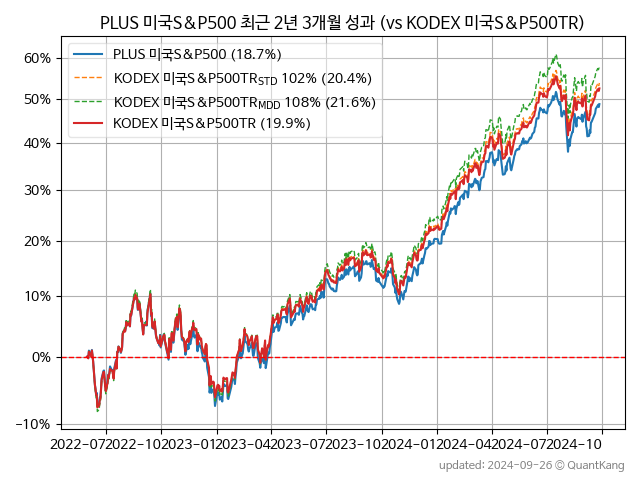 PLUS 미국S&P500 최근 2년 3개월 성과 (vs KODEX 미국S&P500TR)
PLUS 미국S&P500 (18.7%)
KODEX 미국S&P500TRSTD 102% (20.4%)
KODEX 미국S&P500TRMDD 108% (21.6%)
KODEX 미국S&P500TR (19.9%)
60%
50%
40%
30%
20%
10%
0%
-10%
2022-07 2022-10 2023-01 2023-04 2023-07 2023-10 2024-01 2024-04 2024-07 2024-10
updated: 2024-09-26 © QuantKang